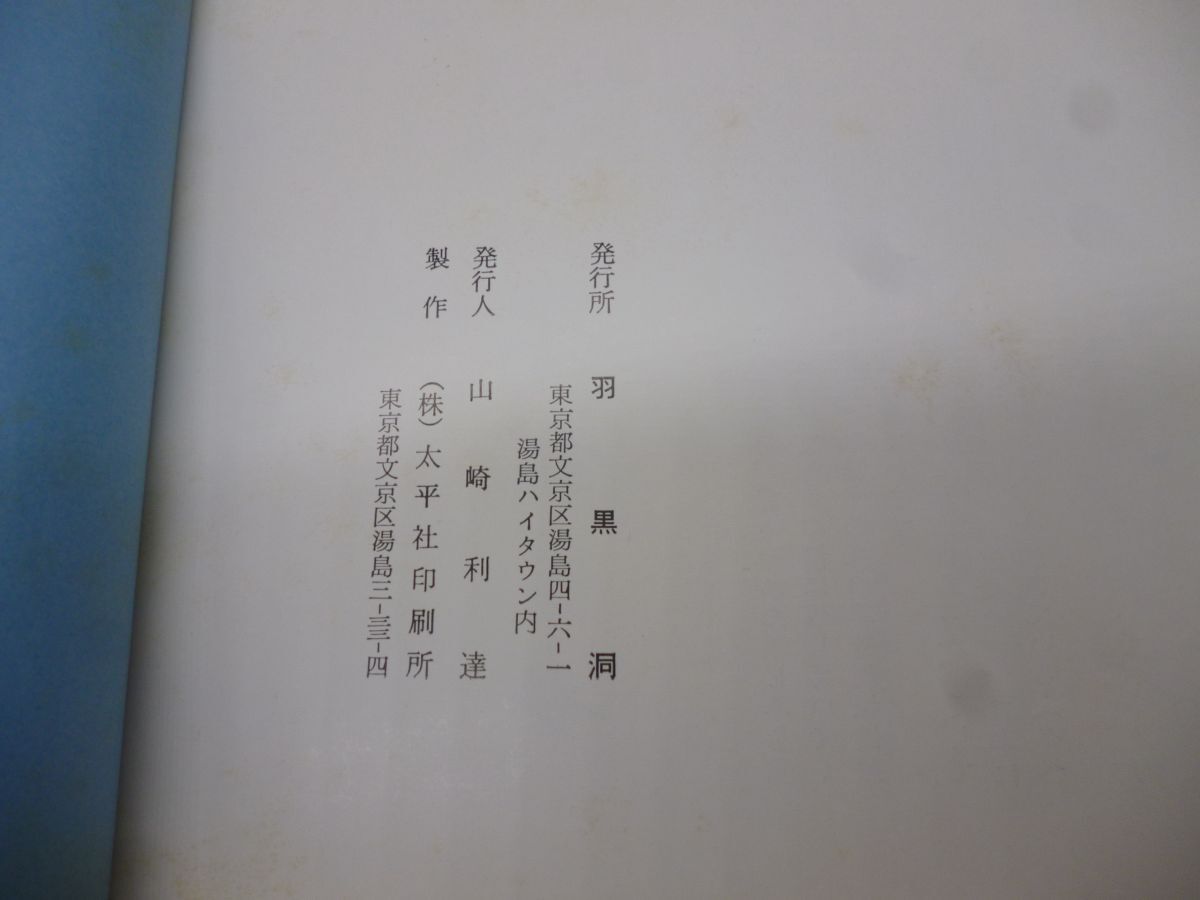 発行所 羽黒洞
東京都文京区湯島四-六-一
湯島ハイタウン内
発行人 山崎利達
製作 (株)太平社印刷所
東京都文京区湯島三-三三-四